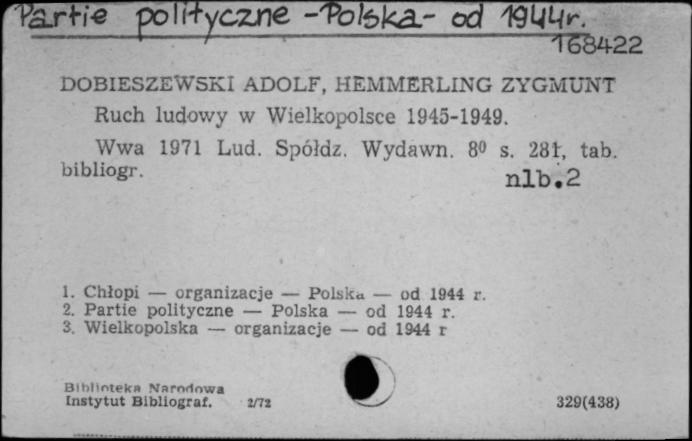 Partie polityczne - Polska - od 1944r.
168422
DOBIESZEWSKI ADOLF, HEMMERLING ZYGMUNT
Ruch ludowy w Wielkopolsce 1945-1949.
Wwa 1971 Lud. Spółdz. Wydawn. 8⁰ s. 281, tab.
bibliogr.
nlb.2
1. Chłopi — organizacje — Polska — od 1944 r.
2. Partie polityczne — Polska — od 1944 r.
3. Wielkopolska — organizacje — od 1944 r
Biblioteka Narodowa
Instytut Bibliograf. 2/72
329(438)